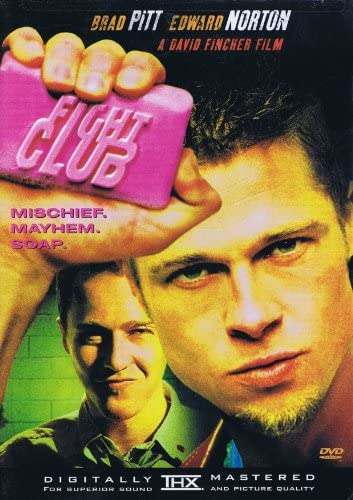 BRAD PITT EDWARD NORTON
A DAVID FINCHER FILM
FIGHT
CLUB
MISCHIEF.
MAYHEM.
SOAP.
DVD
DIGITALLY THX MASTERED
FOR SUPERIOR SOUND AND PICTURE QUALITY